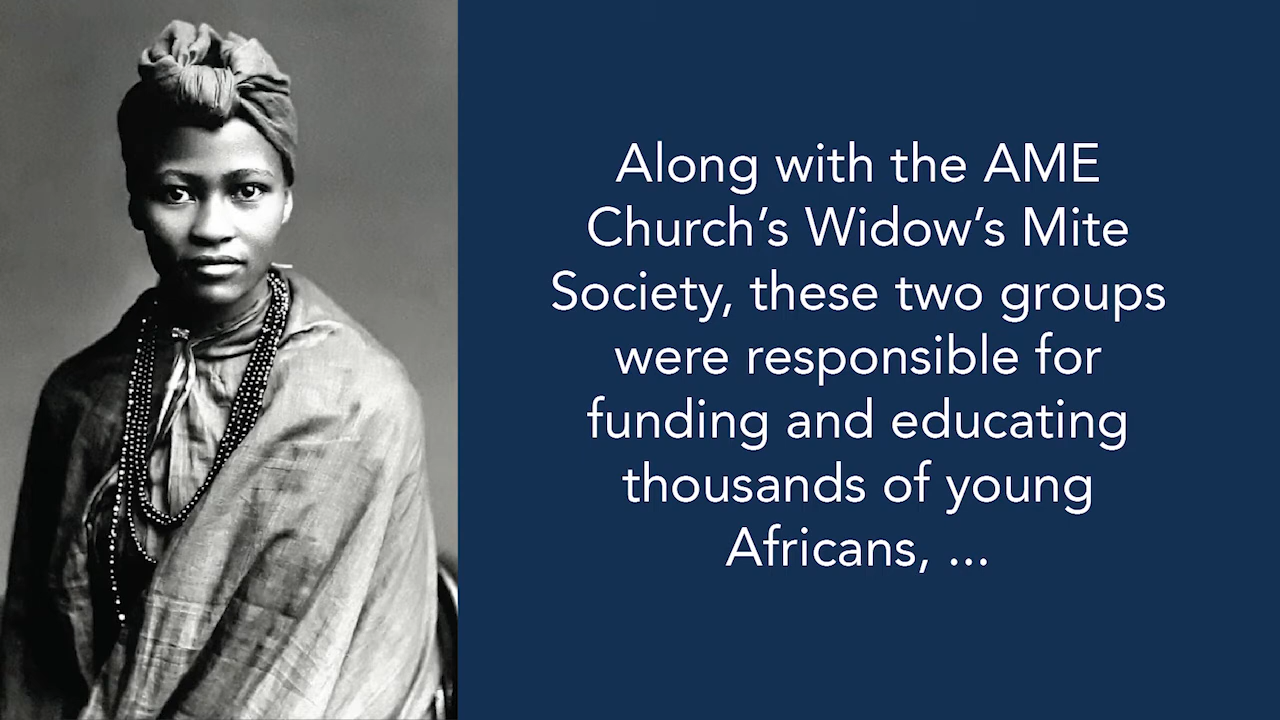 Along with the AME
Church’s Widow’s Mite
Society, these two groups
were responsible for
funding and educating
thousands of young
Africans, ...